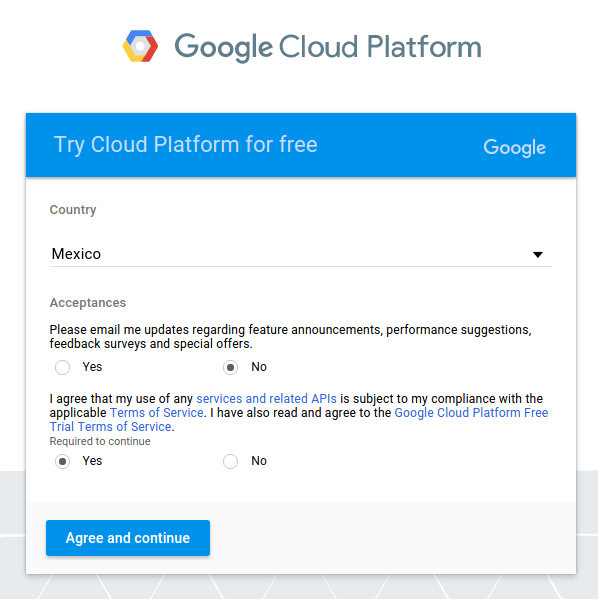 Google Cloud Platform
Try Cloud Platform for free
Google
Country
Mexico
Acceptances
Please email me updates regarding feature announcements, performance suggestions,
feedback surveys and special offers.
Yes No
I agree that my use of any services and related APIs is subject to my compliance with the
applicable Terms of Service. I have also read and agree to the Google Cloud Platform Free
Trial Terms of Service.
Required to continue
Yes No
Agree and continue